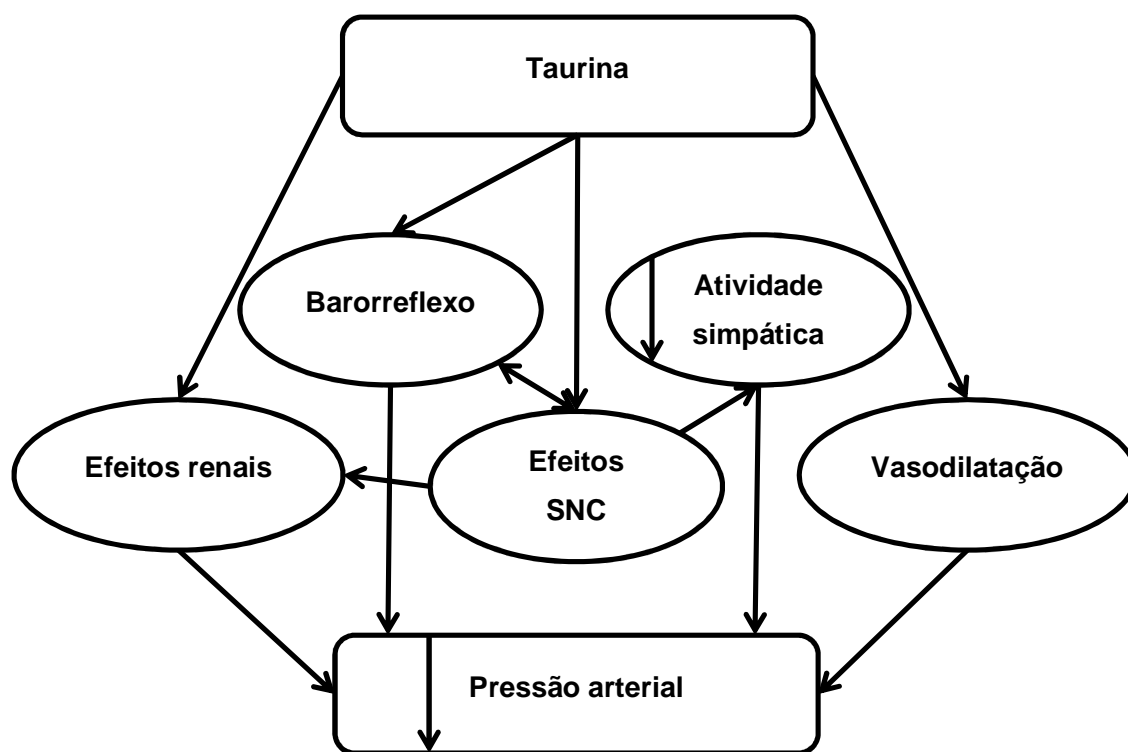 Taurina
Barorreflexo
Atividade
simpática
Efeitos renais
Efeitos
SNC
Vasodilatação
Pressão arterial